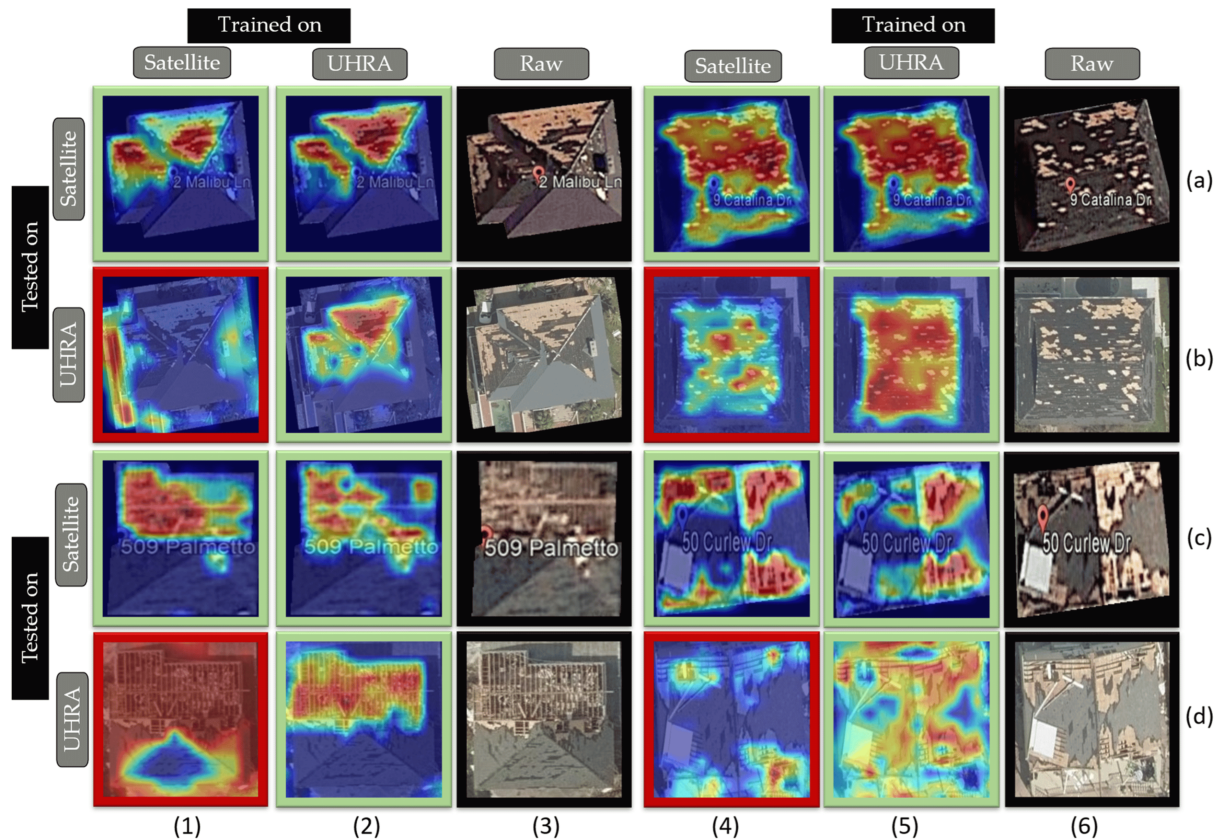 Trained on
Trained on
Satellite
UHRA
Raw
Satellite
UHRA
Raw
Tested on
Satellite
2 Malibu Ln
2 Malibu Ln
2 Malibu Ln
9 Catalina Dr
9 Catalina Dr
9 Catalina Dr
(a)
UHRA
(b)
Tested on
Satellite
509 Palmetto
509 Palmetto
509 Palmetto
50 Curlew Dr
50 Curlew Dr
50 Curlew Dr
(c)
UHRA
(d)
(1)
(2)
(3)
(4)
(5)
(6)